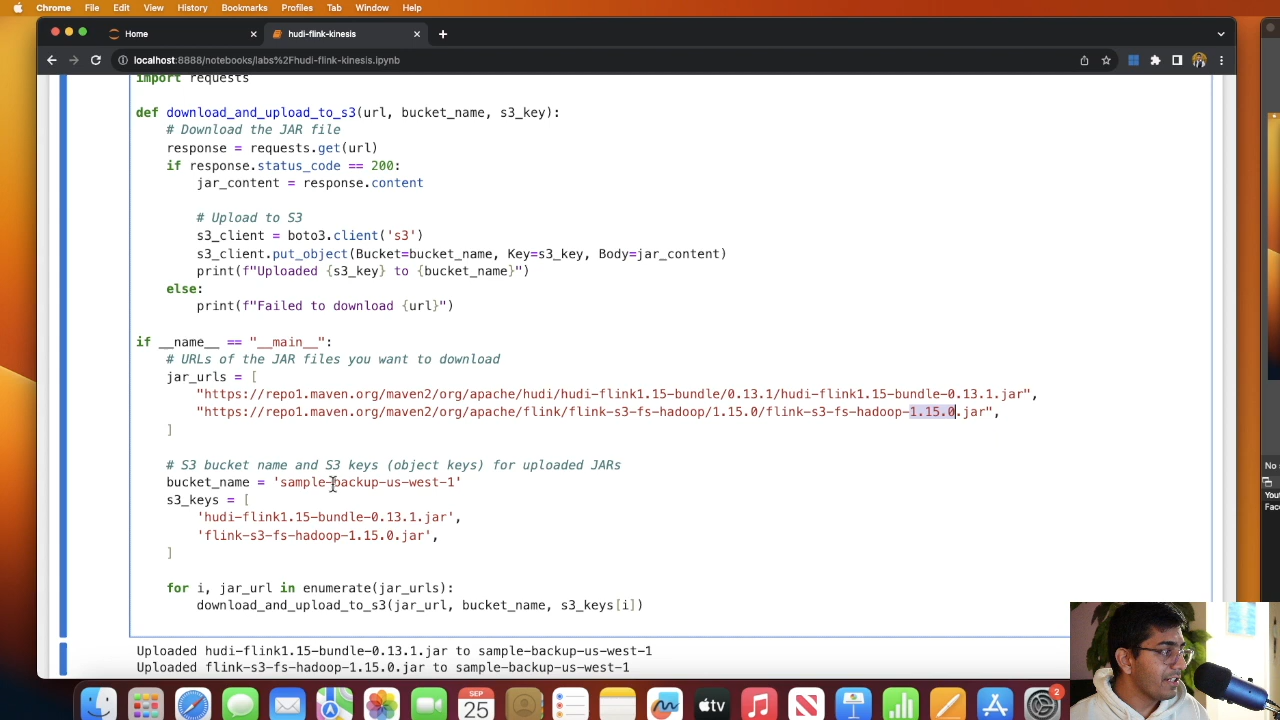 Chrome File Edit View History Bookmarks Profiles Tab Window Help
Home
hudi-flink-kinesis
localhost:8888/notebooks/labs%2Fhudi-flink-kinesis.ipynb
import requests
def download_and_upload_to_s3(url, bucket_name, s3_key):
# Download the JAR file
response = requests.get(url)
if response.status_code == 200:
jar_content = response.content
# Upload to S3
s3_client = boto3.client('s3')
s3_client.put_object(Bucket=bucket_name, Key=s3_key, Body=jar_content)
print(f"Uploaded {s3_key} to {bucket_name}")
else:
print(f"Failed to download {url}")
if __name__ == "__main__":
# URLs of the JAR files you want to download
jar_urls = [
"https://repo1.maven.org/maven2/org/apache/hudi/hudi-flink1.15-bundle/0.13.1/hudi-flink1.15-bundle-0.13.1.jar",
"https://repo1.maven.org/maven2/org/apache/flink/flink-s3-fs-hadoop/1.15.0/flink-s3-fs-hadoop-1.15.0.jar",
]
# S3 bucket name and S3 keys (object keys) for uploaded JARs
bucket_name = 'sample-backup-us-west-1'
s3_keys = [
'hudi-flink1.15-bundle-0.13.1.jar',
'flink-s3-fs-hadoop-1.15.0.jar',
]
for i, jar_url in enumerate(jar_urls):
download_and_upload_to_s3(jar_url, bucket_name, s3_keys[i])
Uploaded hudi-flink1.15-bundle-0.13.1.jar to sample-backup-us-west-1
Uploaded flink-s3-fs-hadoop-1.15.0.jar to sample-backup-us-west-1
No s
Yout
Face
SEP
25
tv
2